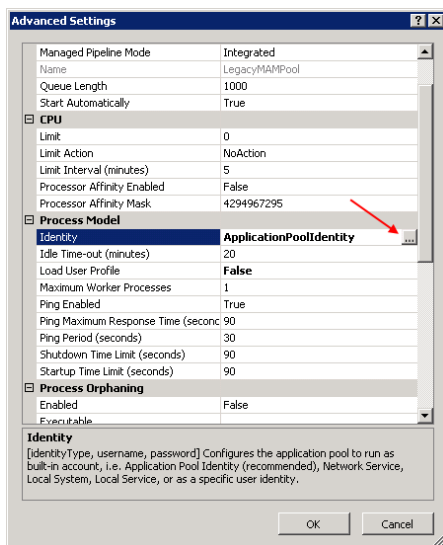 Advanced Settings
Managed Pipeline Mode Integrated
Name LegacyMAMPool
Queue Length 1000
Start Automatically True
CPU
Limit 0
Limit Action NoAction
Limit Interval (minutes) 5
Processor Affinity Enabled False
Processor Affinity Mask 4294967295
Process Model
Identity ApplicationPoolIdentity ...
Idle Time-out (minutes) 20
Load User Profile False
Maximum Worker Processes 1
Ping Enabled True
Ping Maximum Response Time (seconc 90
Ping Period (seconds) 30
Shutdown Time Limit (seconds) 90
Startup Time Limit (seconds) 90
Process Orphaning
Enabled False
Executable
Identity
[identityType, username, password] Configures the application pool to run as
built-in account, i.e. Application Pool Identity (recommended), Network Service,
Local System, Local Service, or as a specific user identity.
OK Cancel